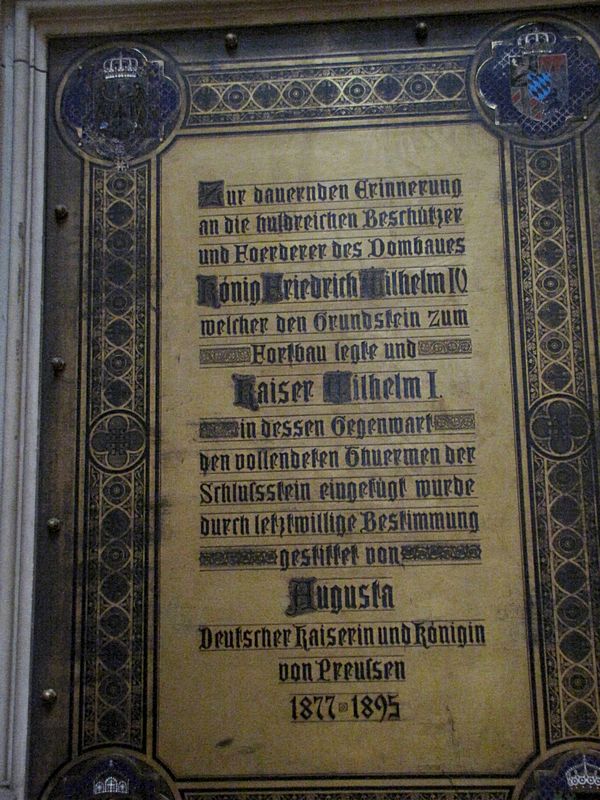 Zur dauernden Erinnerung
an die huldreichen Beschützer
und Foerderer des Dombaues
König Friedrich Wilhelm IV
welcher den Grundstein zum
Fortbau legte und
Kaiser Wilhelm I.
in dessen Gegenwart
den vollendeten Thuermen der
Schlussstein eingefügt wurde
durch letztwillige Bestimmung
gestiftet von
Augusta
Deutscher Kaiserin und Königin
von Preussen
1877 1895